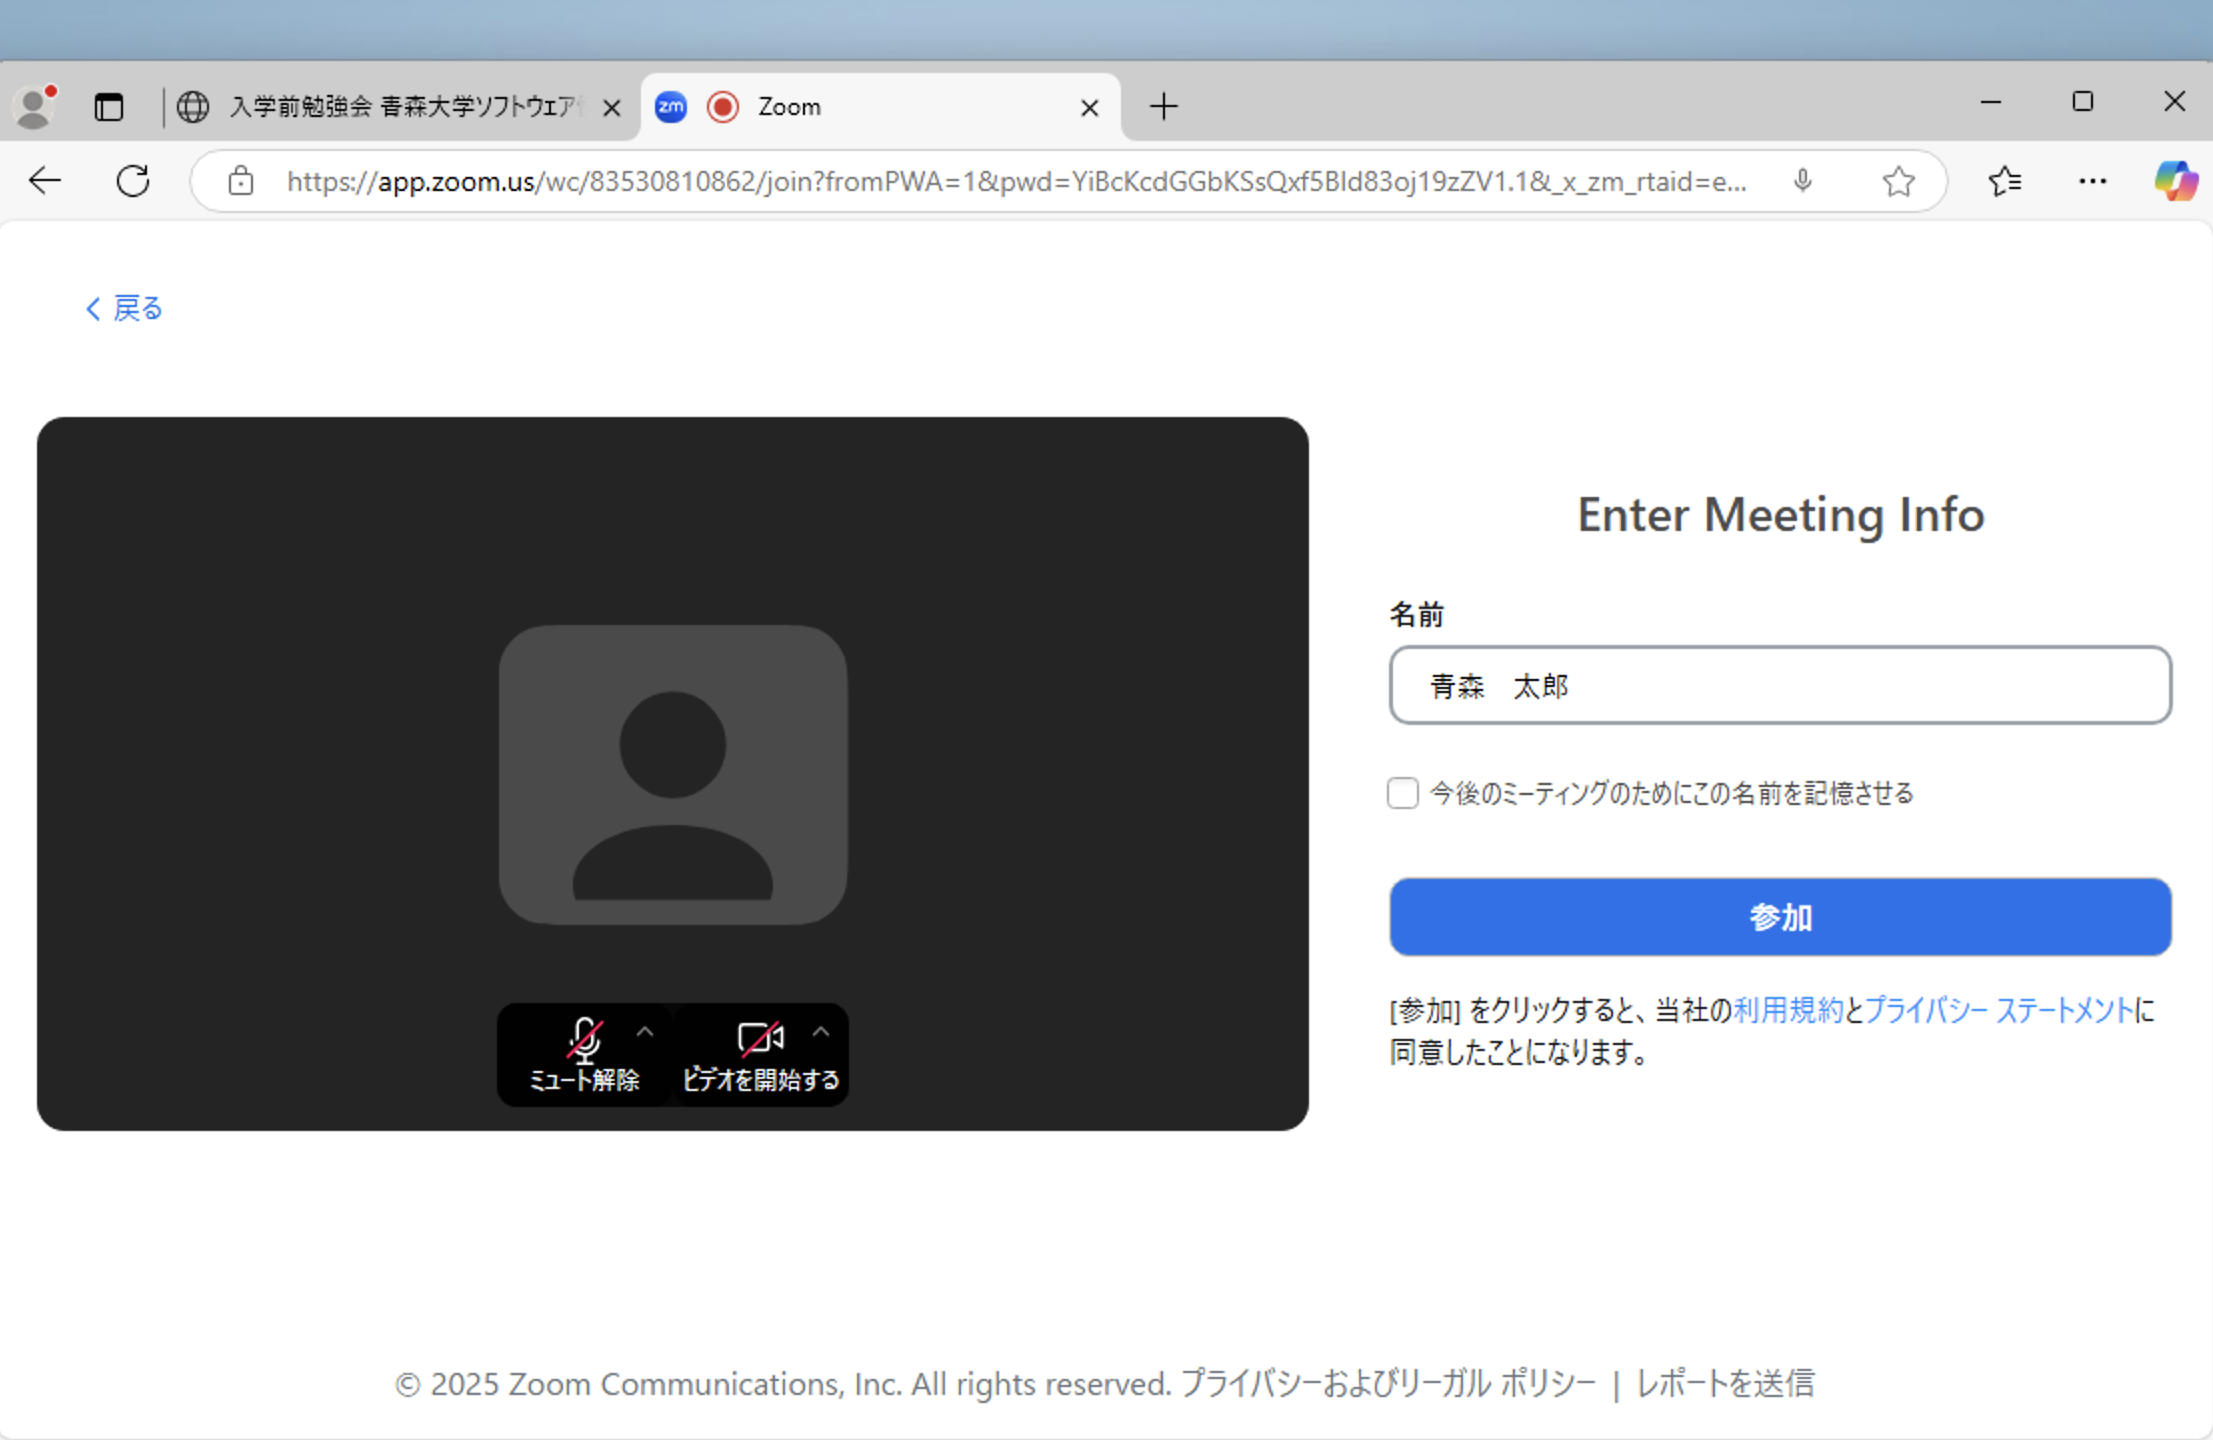 入学前勉強会 青森大学ソフトウェア
zm
Zoom
https://app.zoom.us/wc/83530810862/join?fromPWA=1&pwd=YiBcKcdGGbKSsQxf5BId83oj19zZV1.1&_x_zm_rtaid=e...
戻る
Enter Meeting Info
名前
青森　太郎
今後のミーティングのためにこの名前を記憶させる
参加
[参加] をクリックすると、当社の利用規約とプライバシー ステートメントに
同意したことになります。
ミュート解除
ビデオを開始する
© 2025 Zoom Communications, Inc. All rights reserved. プライバシーおよびリーガル ポリシー | レポートを送信